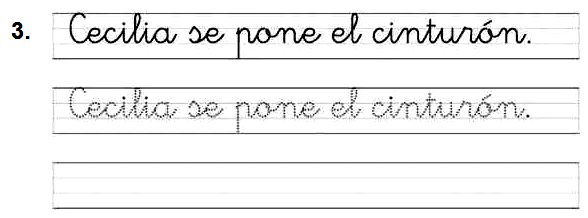 3. Cecilia se pone el cinturón.
Cecilia se pone el cinturón.